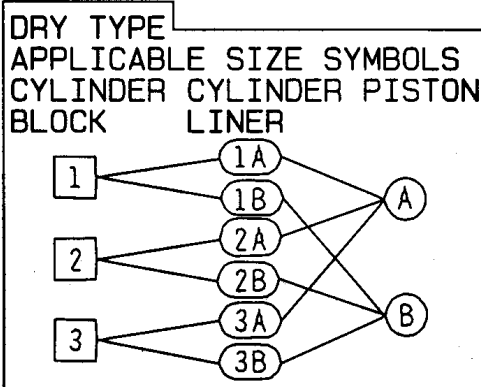 DRY TYPE
APPLICABLE SIZE SYMBOLS
CYLINDER CYLINDER PISTON
BLOCK LINER
1A
1
1B
A
2A
2
2B
3A
B
3
3B